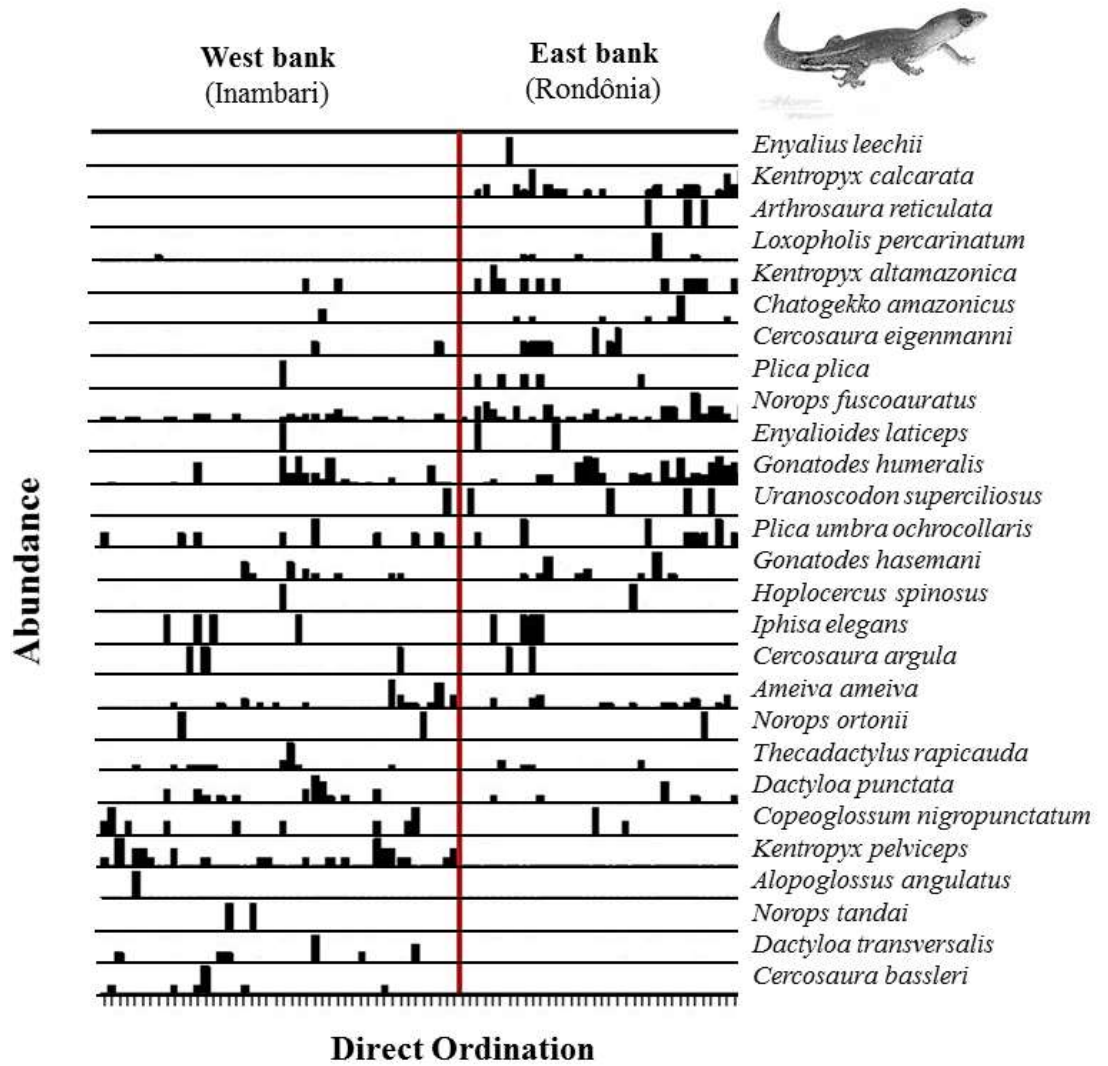 West bank
(Inambari)
East bank
(Rondônia)
Enyalius leechii
Kentropyx calcarata
Arthrosaura reticulata
Loxopholis percarinatum
Kentropyx altamazonica
Chatogekko amazonicus
Cercosaura eigenmanni
Plica plica
Norops fuscoauratus
Enyalioides laticeps
Gonatodes humeralis
Uranoscodon superciliosus
Plica umbra ochrocollaris
Gonatodes hasemani
Hoplocercus spinosus
Iphisa elegans
Cercosaura argula
Ameiva ameiva
Norops ortonii
Thecadactylus rapicauda
Dactyloa punctata
Copeoglossum nigropunctatum
Kentropyx pelviceps
Alopoglossus angulatus
Norops tandai
Dactyloa transversalis
Cercosaura bassleri
Abundance
Direct Ordination